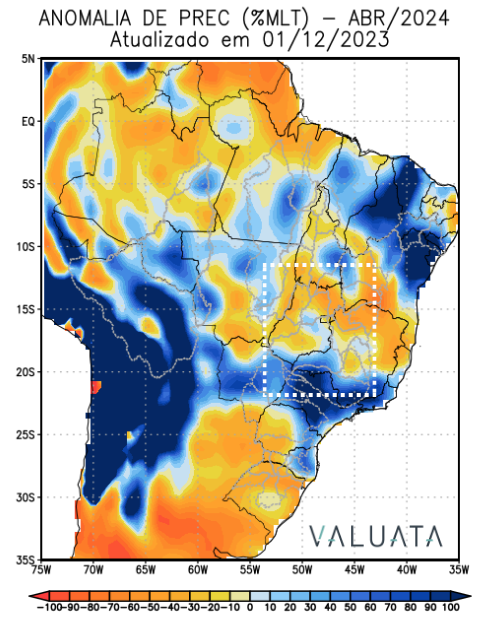 ANOMALIA DE PREC (%MLT) – ABR/2024
Atualizado em 01/12/2023
5N
EQ
5S
10S
15S
20S
25S
30S
35S
VALUATA
75W 70W 65W 60W 55W 50W 45W 40W 35W
-100 -90 -80 -70 -60 -50 -40 -30 -20 -10 0 10 20 30 40 50 60 70 80 90 100